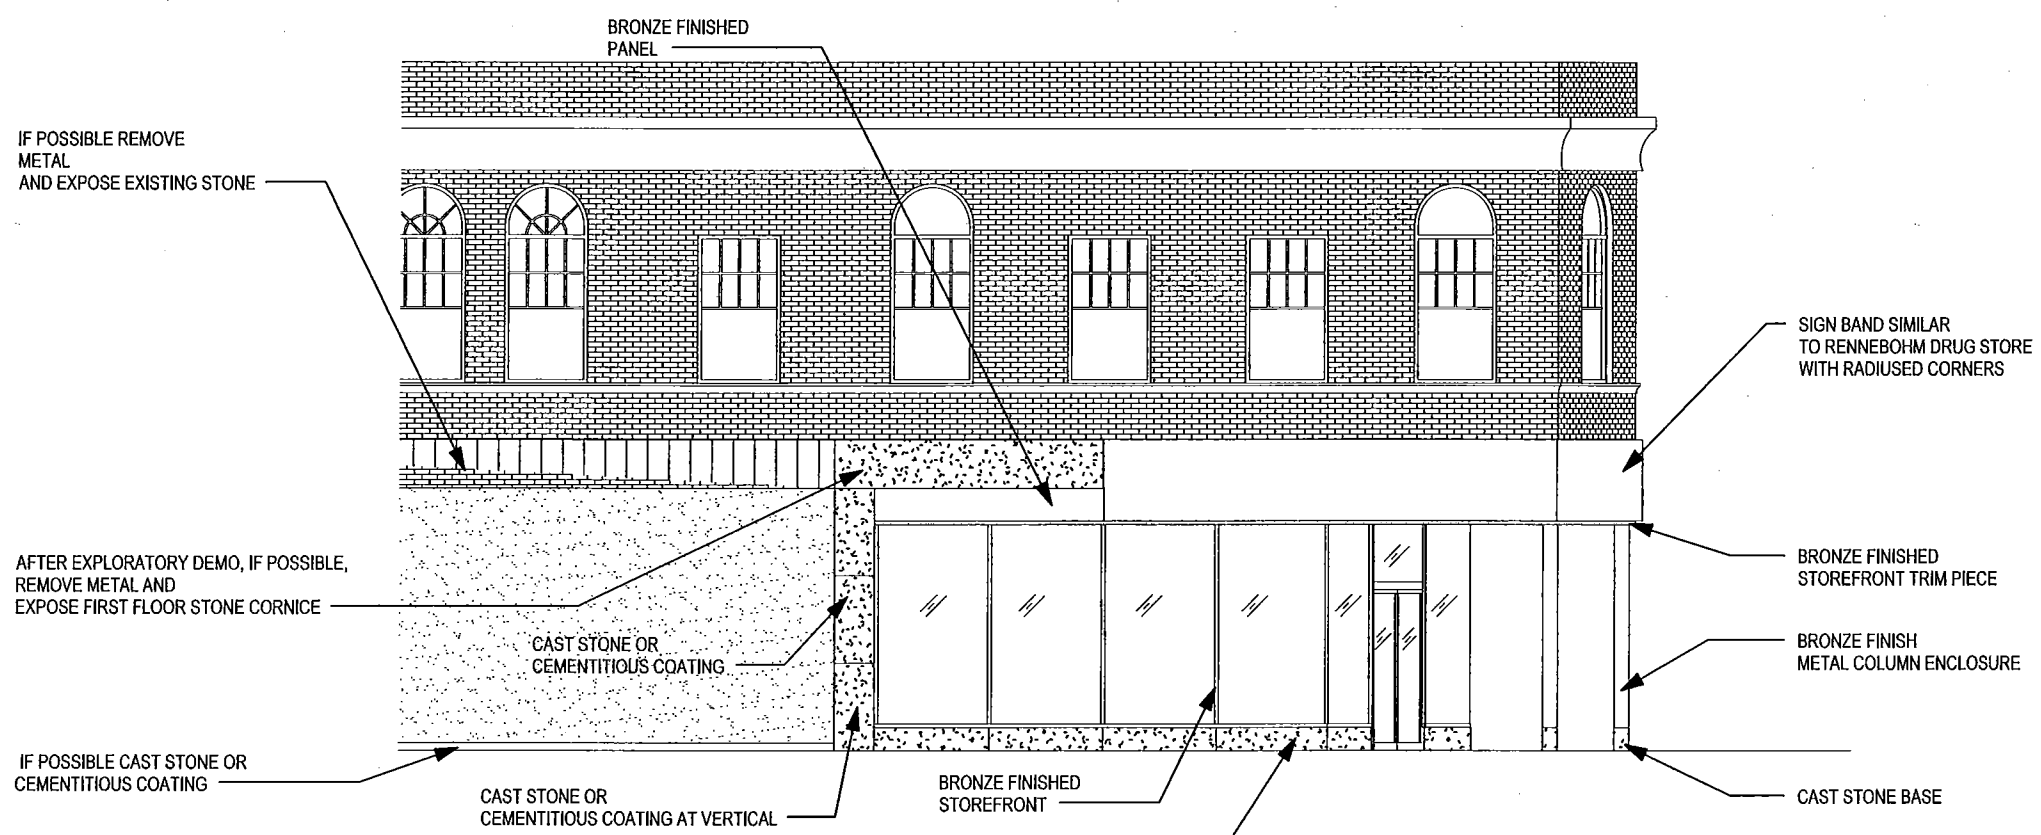 BRONZE FINISHED
PANEL
IF POSSIBLE REMOVE
METAL
AND EXPOSE EXISTING STONE
SIGN BAND SIMILAR
TO RENNEBOHM DRUG STORE
WITH RADIUSED CORNERS
AFTER EXPLORATORY DEMO, IF POSSIBLE,
REMOVE METAL AND
EXPOSE FIRST FLOOR STONE CORNICE
BRONZE FINISHED
STOREFRONT TRIM PIECE
CAST STONE OR
CEMENTITIOUS COATING
BRONZE FINISH
METAL COLUMN ENCLOSURE
IF POSSIBLE CAST STONE OR
CEMENTITIOUS COATING
CAST STONE OR
CEMENTITIOUS COATING AT VERTICAL
BRONZE FINISHED
STOREFRONT
CAST STONE BASE